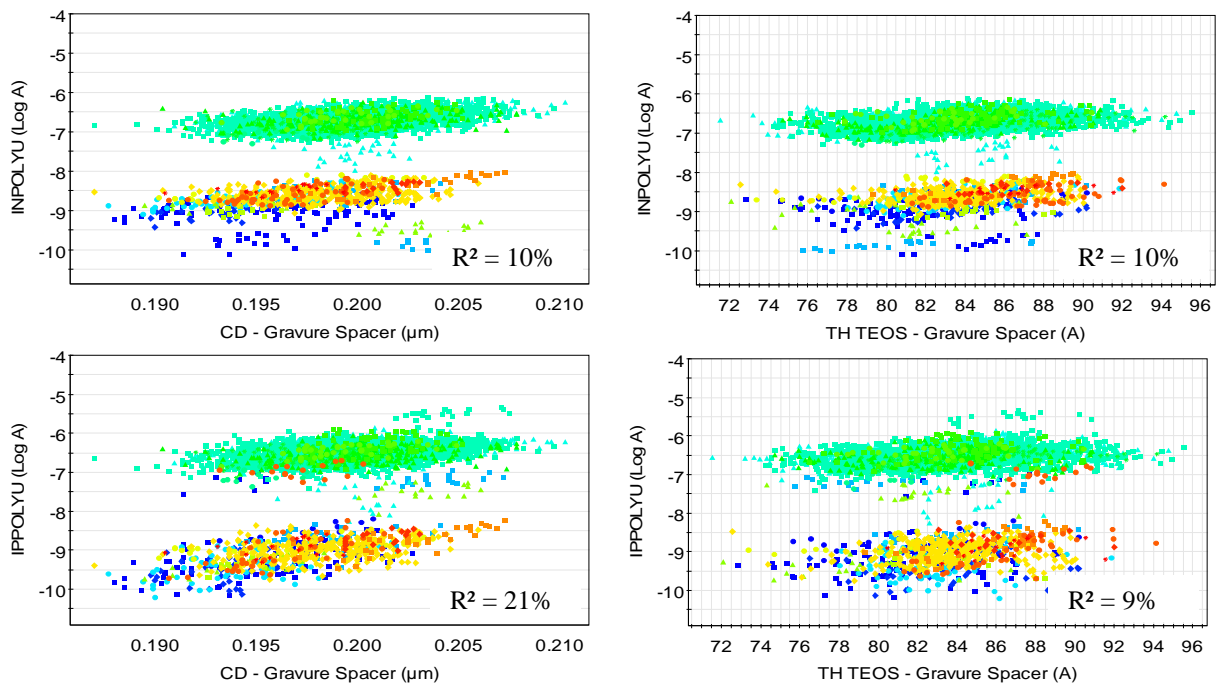 -4
-5
-6
-7
-8
-9
-10
INPOLYU (Log A)
R² = 10%
0.190 0.195 0.200 0.205 0.210
CD - Gravure Spacer (µm)
-4
-5
-6
-7
-8
-9
-10
INPOLYU (Log A)
R² = 10%
72 74 76 78 80 82 84 86 88 90 92 94 96
TH TEOS - Gravure Spacer (A)
-4
-5
-6
-7
-8
-9
-10
IPPOLYU (Log A)
R² = 21%
0.190 0.195 0.200 0.205 0.210
CD - Gravure Spacer (µm)
-4
-5
-6
-7
-8
-9
-10
IPPOLYU (Log A)
R² = 9%
72 74 76 78 80 82 84 86 88 90 92 94 96
TH TEOS - Gravure Spacer (A)